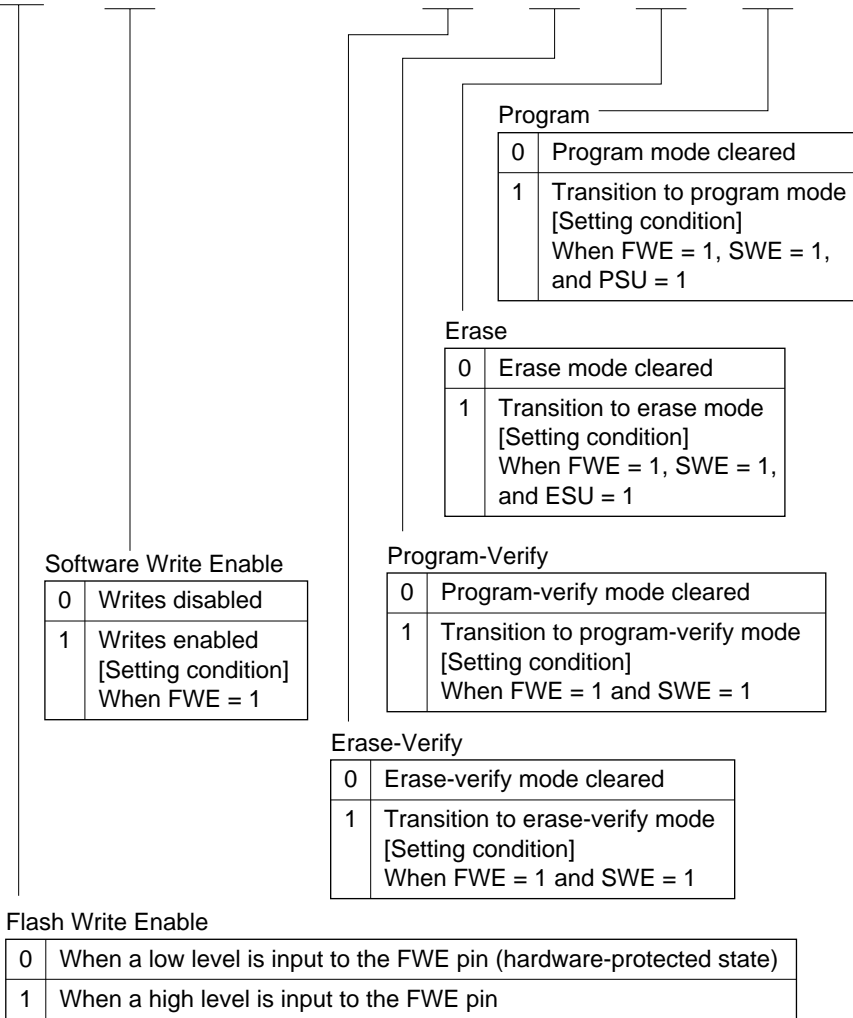 Program
0 Program mode cleared
1 Transition to program mode
[Setting condition]
When FWE = 1, SWE = 1,
and PSU = 1
Erase
0 Erase mode cleared
1 Transition to erase mode
[Setting condition]
When FWE = 1, SWE = 1,
and ESU = 1
Software Write Enable
0 Writes disabled
1 Writes enabled
[Setting condition]
When FWE = 1
Program-Verify
0 Program-verify mode cleared
1 Transition to program-verify mode
[Setting condition]
When FWE = 1 and SWE = 1
Erase-Verify
0 Erase-verify mode cleared
1 Transition to erase-verify mode
[Setting condition]
When FWE = 1 and SWE = 1
Flash Write Enable
0 When a low level is input to the FWE pin (hardware-protected state)
1 When a high level is input to the FWE pin